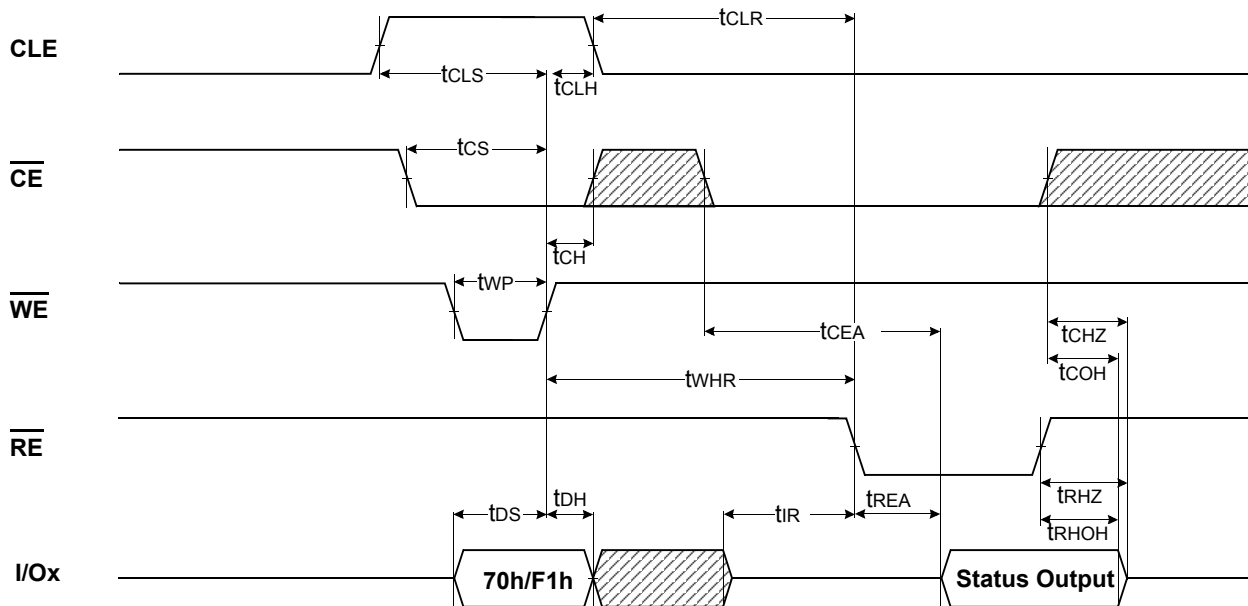 tCLR
CLE
tCLS
tCLH
tCS
CE
tCH
tWP
WE
tCEA
tCHZ
tCOH
tWHR
RE
tRHZ
tRHOH
tDS
tDH
tIR
tREA
I/Ox
70h/F1h
Status Output